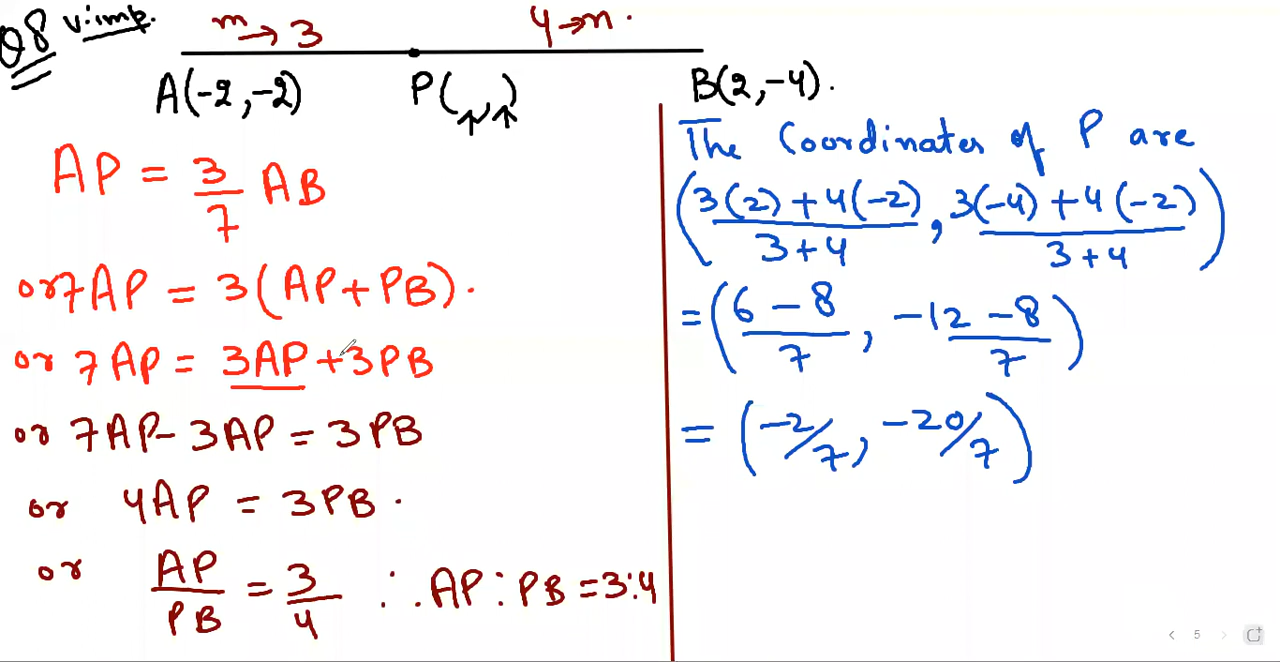 Q8 v.imp.
m→3 4→n.
A(-2,-2) P( , ) B(2,-4).
AP = 3/7 AB
or 7AP = 3(AP+PB).
or 7AP = 3AP+3PB
or 7AP-3AP = 3PB
or 4AP = 3PB.
or AP/PB = 3/4 ∴ AP:PB=3:4
The Coordinates of P are
(3(2)+4(-2)/3+4, 3(-4)+4(-2)/3+4)
=(6-8/7, -12-8/7)
= (-2/7, -20/7)
5